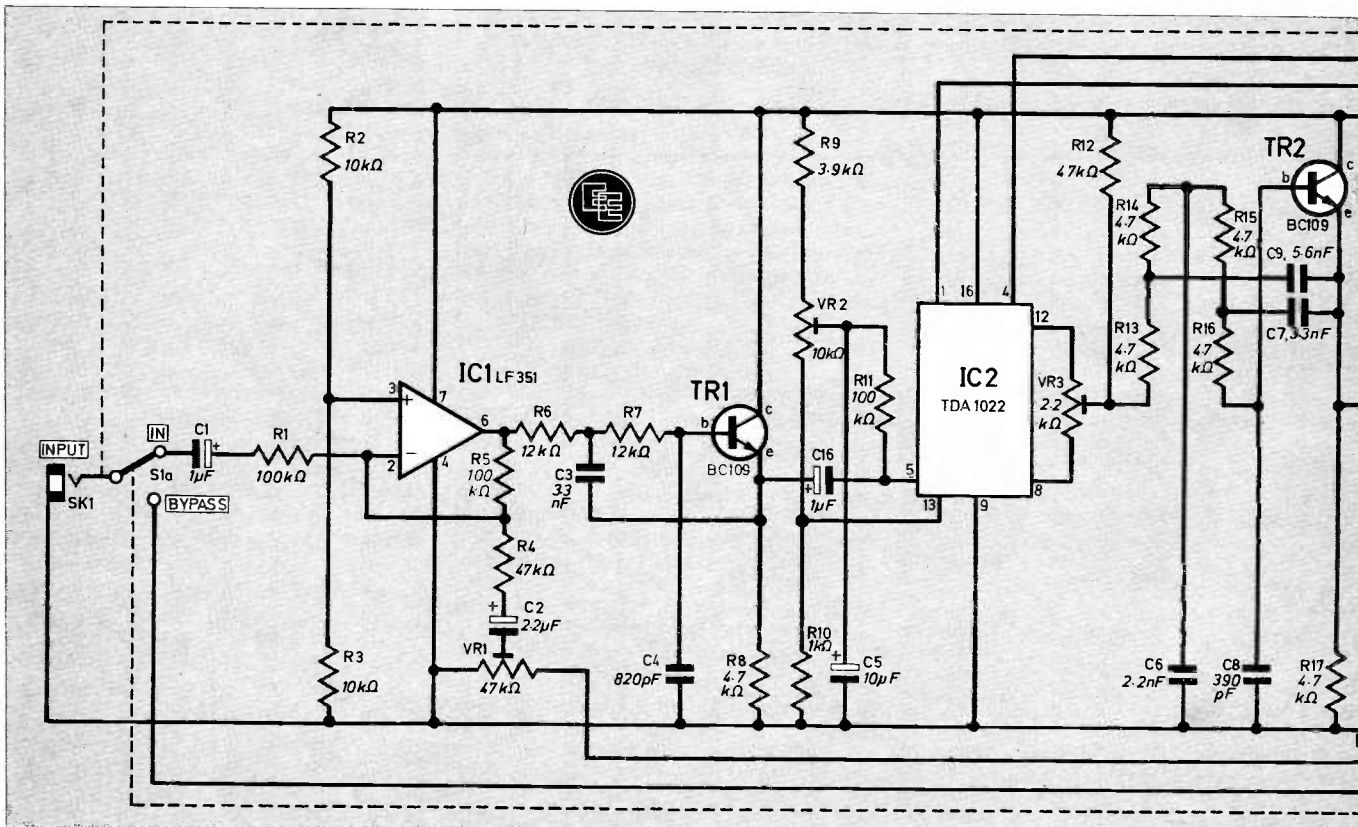 R2
10kΩ
EE
R9
3.9kΩ
R12
47kΩ
TR2
b
c
e
BC109
R14
4.7
kΩ
R15
4.7
kΩ
C9, 5.6nF
C7, 3.3nF
1
16
4
IC1 LF351
3
+
7
6
2
−
4
R6
12kΩ
R7
12kΩ
TR1
b
c
e
BC109
VR2
10kΩ
R11
100
kΩ
IC2
TDA 1022
12
8
5
13
9
VR3
2.2
kΩ
R13
4.7
kΩ
R16
4.7
kΩ
INPUT
SK1
IN
S1a
BYPASS
C1
+
1µF
R1
100kΩ
R5
100
kΩ
C3
3.3
nF
C16
+
1µF
R4
47kΩ
+
C2
2.2µF
VR1
47kΩ
R3
10kΩ
C4
820pF
R8
4.7
kΩ
R10
1kΩ
+
C5
10µF
C6
2.2nF
C8
390
pF
R17
4.7
kΩ